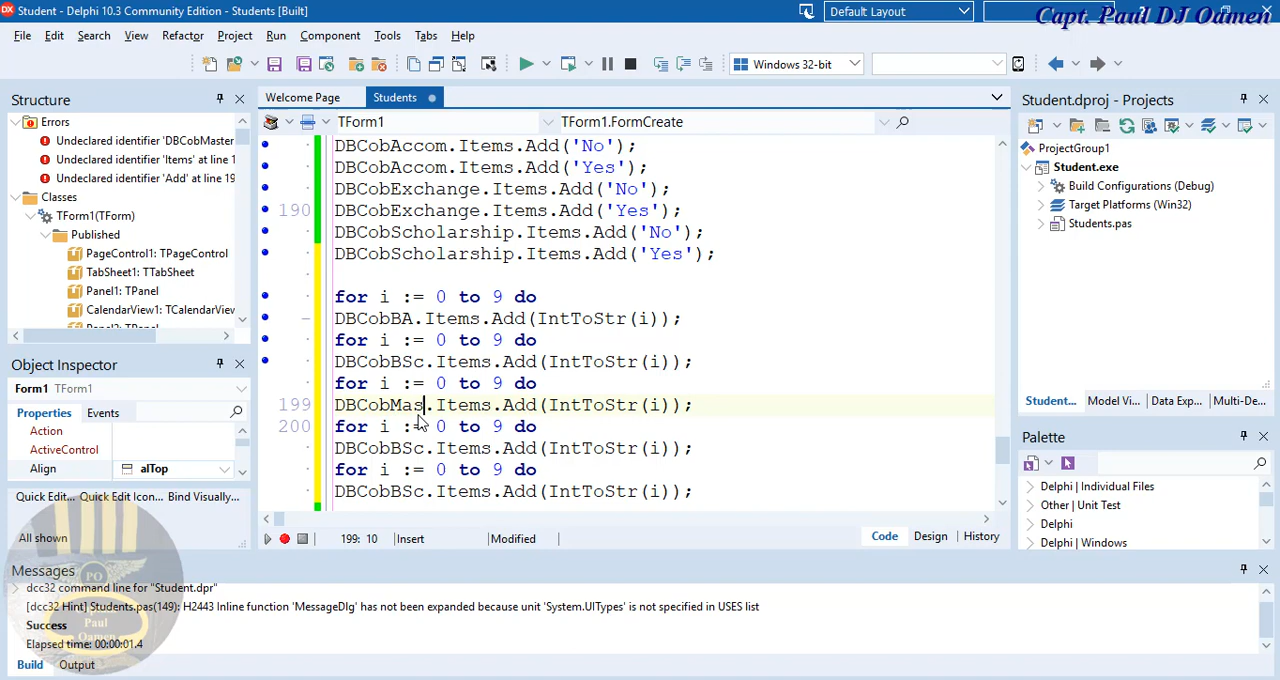 Student - Delphi 10.3 Community Edition - Students [Built]
Default Layout
Capt. Paul DJ Oamen
File Edit Search View Refactor Project Run Component Tools Tabs Help
Windows 32-bit
Structure
Errors
Undeclared identifier 'DBCobMaster
Undeclared identifier 'Items' at line 1
Undeclared identifier 'Add' at line 19
Classes
TForm1(TForm)
Published
PageControl1: TPageControl
TabSheet1: TTabSheet
Panel1: TPanel
CalendarView1: TCalendarView
Object Inspector
Form1 TForm1
Properties Events
Action
ActiveControl
Align alTop
Quick Edit... Quick Edit Icon... Bind Visually...
All shown
Welcome Page Students
TForm1 TForm1.FormCreate
DBCobAccom.Items.Add('No');
DBCobAccom.Items.Add('Yes');
DBCobExchange.Items.Add('No');
190 DBCobExchange.Items.Add('Yes');
DBCobScholarship.Items.Add('No');
DBCobScholarship.Items.Add('Yes');
for i := 0 to 9 do
DBCobBA.Items.Add(IntToStr(i));
for i := 0 to 9 do
DBCobBSc.Items.Add(IntToStr(i));
for i := 0 to 9 do
199 DBCobMas.Items.Add(IntToStr(i));
200 for i := 0 to 9 do
DBCobBSc.Items.Add(IntToStr(i));
for i := 0 to 9 do
DBCobBSc.Items.Add(IntToStr(i));
199: 10 Insert Modified Code Design History
Student.dproj - Projects
ProjectGroup1
Student.exe
Build Configurations (Debug)
Target Platforms (Win32)
Students.pas
Student... Model Vi... Data Exp... Multi-De...
Palette
Delphi | Individual Files
Other | Unit Test
Delphi
Delphi | Windows
Messages
dcc32 command line for "Student.dpr"
[dcc32 Hint] Students.pas(149): H2443 Inline function 'MessageDlg' has not been expanded because unit 'System.UITypes' is not specified in USES list
Success
Elapsed time: 00:00:01.4
Build Output
PO
Paul
Oamen